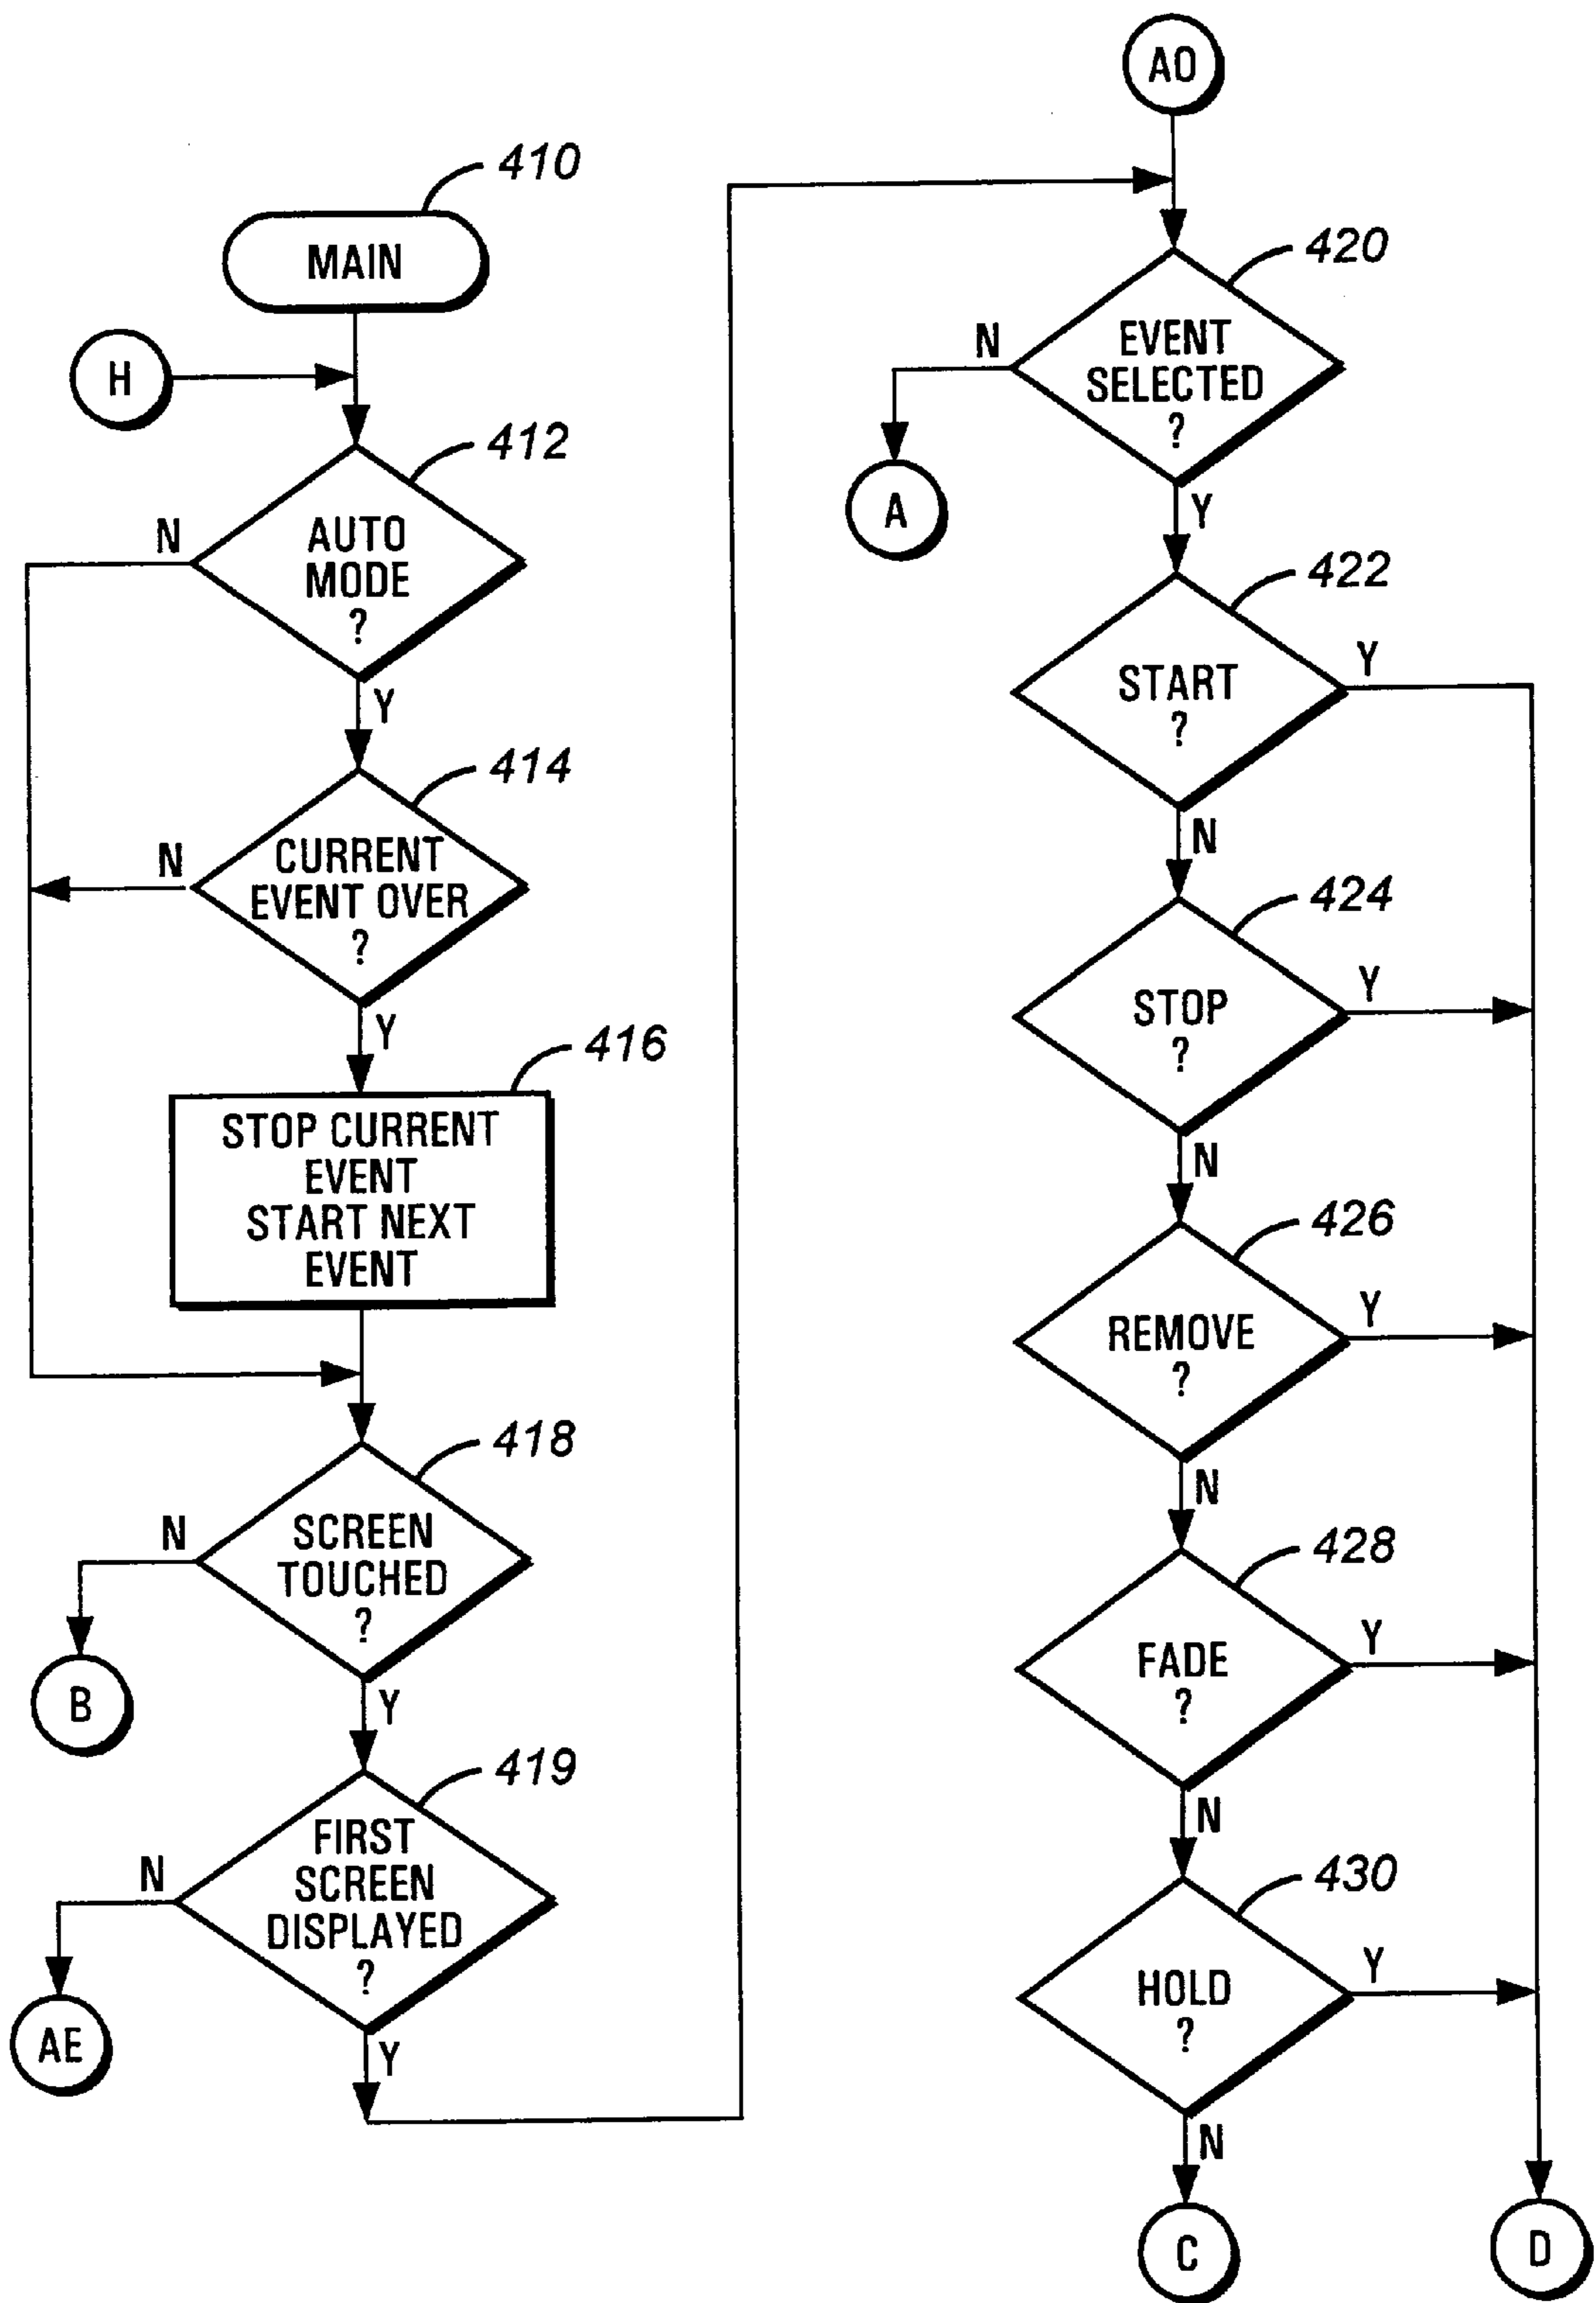 410
MAIN
H
412
N
AUTO
MODE
?
Y
414
N
CURRENT
EVENT OVER
?
Y
416
STOP CURRENT
EVENT
START NEXT
EVENT
418
N
SCREEN
TOUCHED
?
B
Y
419
N
FIRST
SCREEN
DISPLAYED
?
AE
Y
AO
420
N
EVENT
SELECTED
?
A
Y
422
Y
START
?
N
424
Y
STOP
?
N
426
Y
REMOVE
?
N
428
Y
FADE
?
N
430
Y
HOLD
?
N
C
D